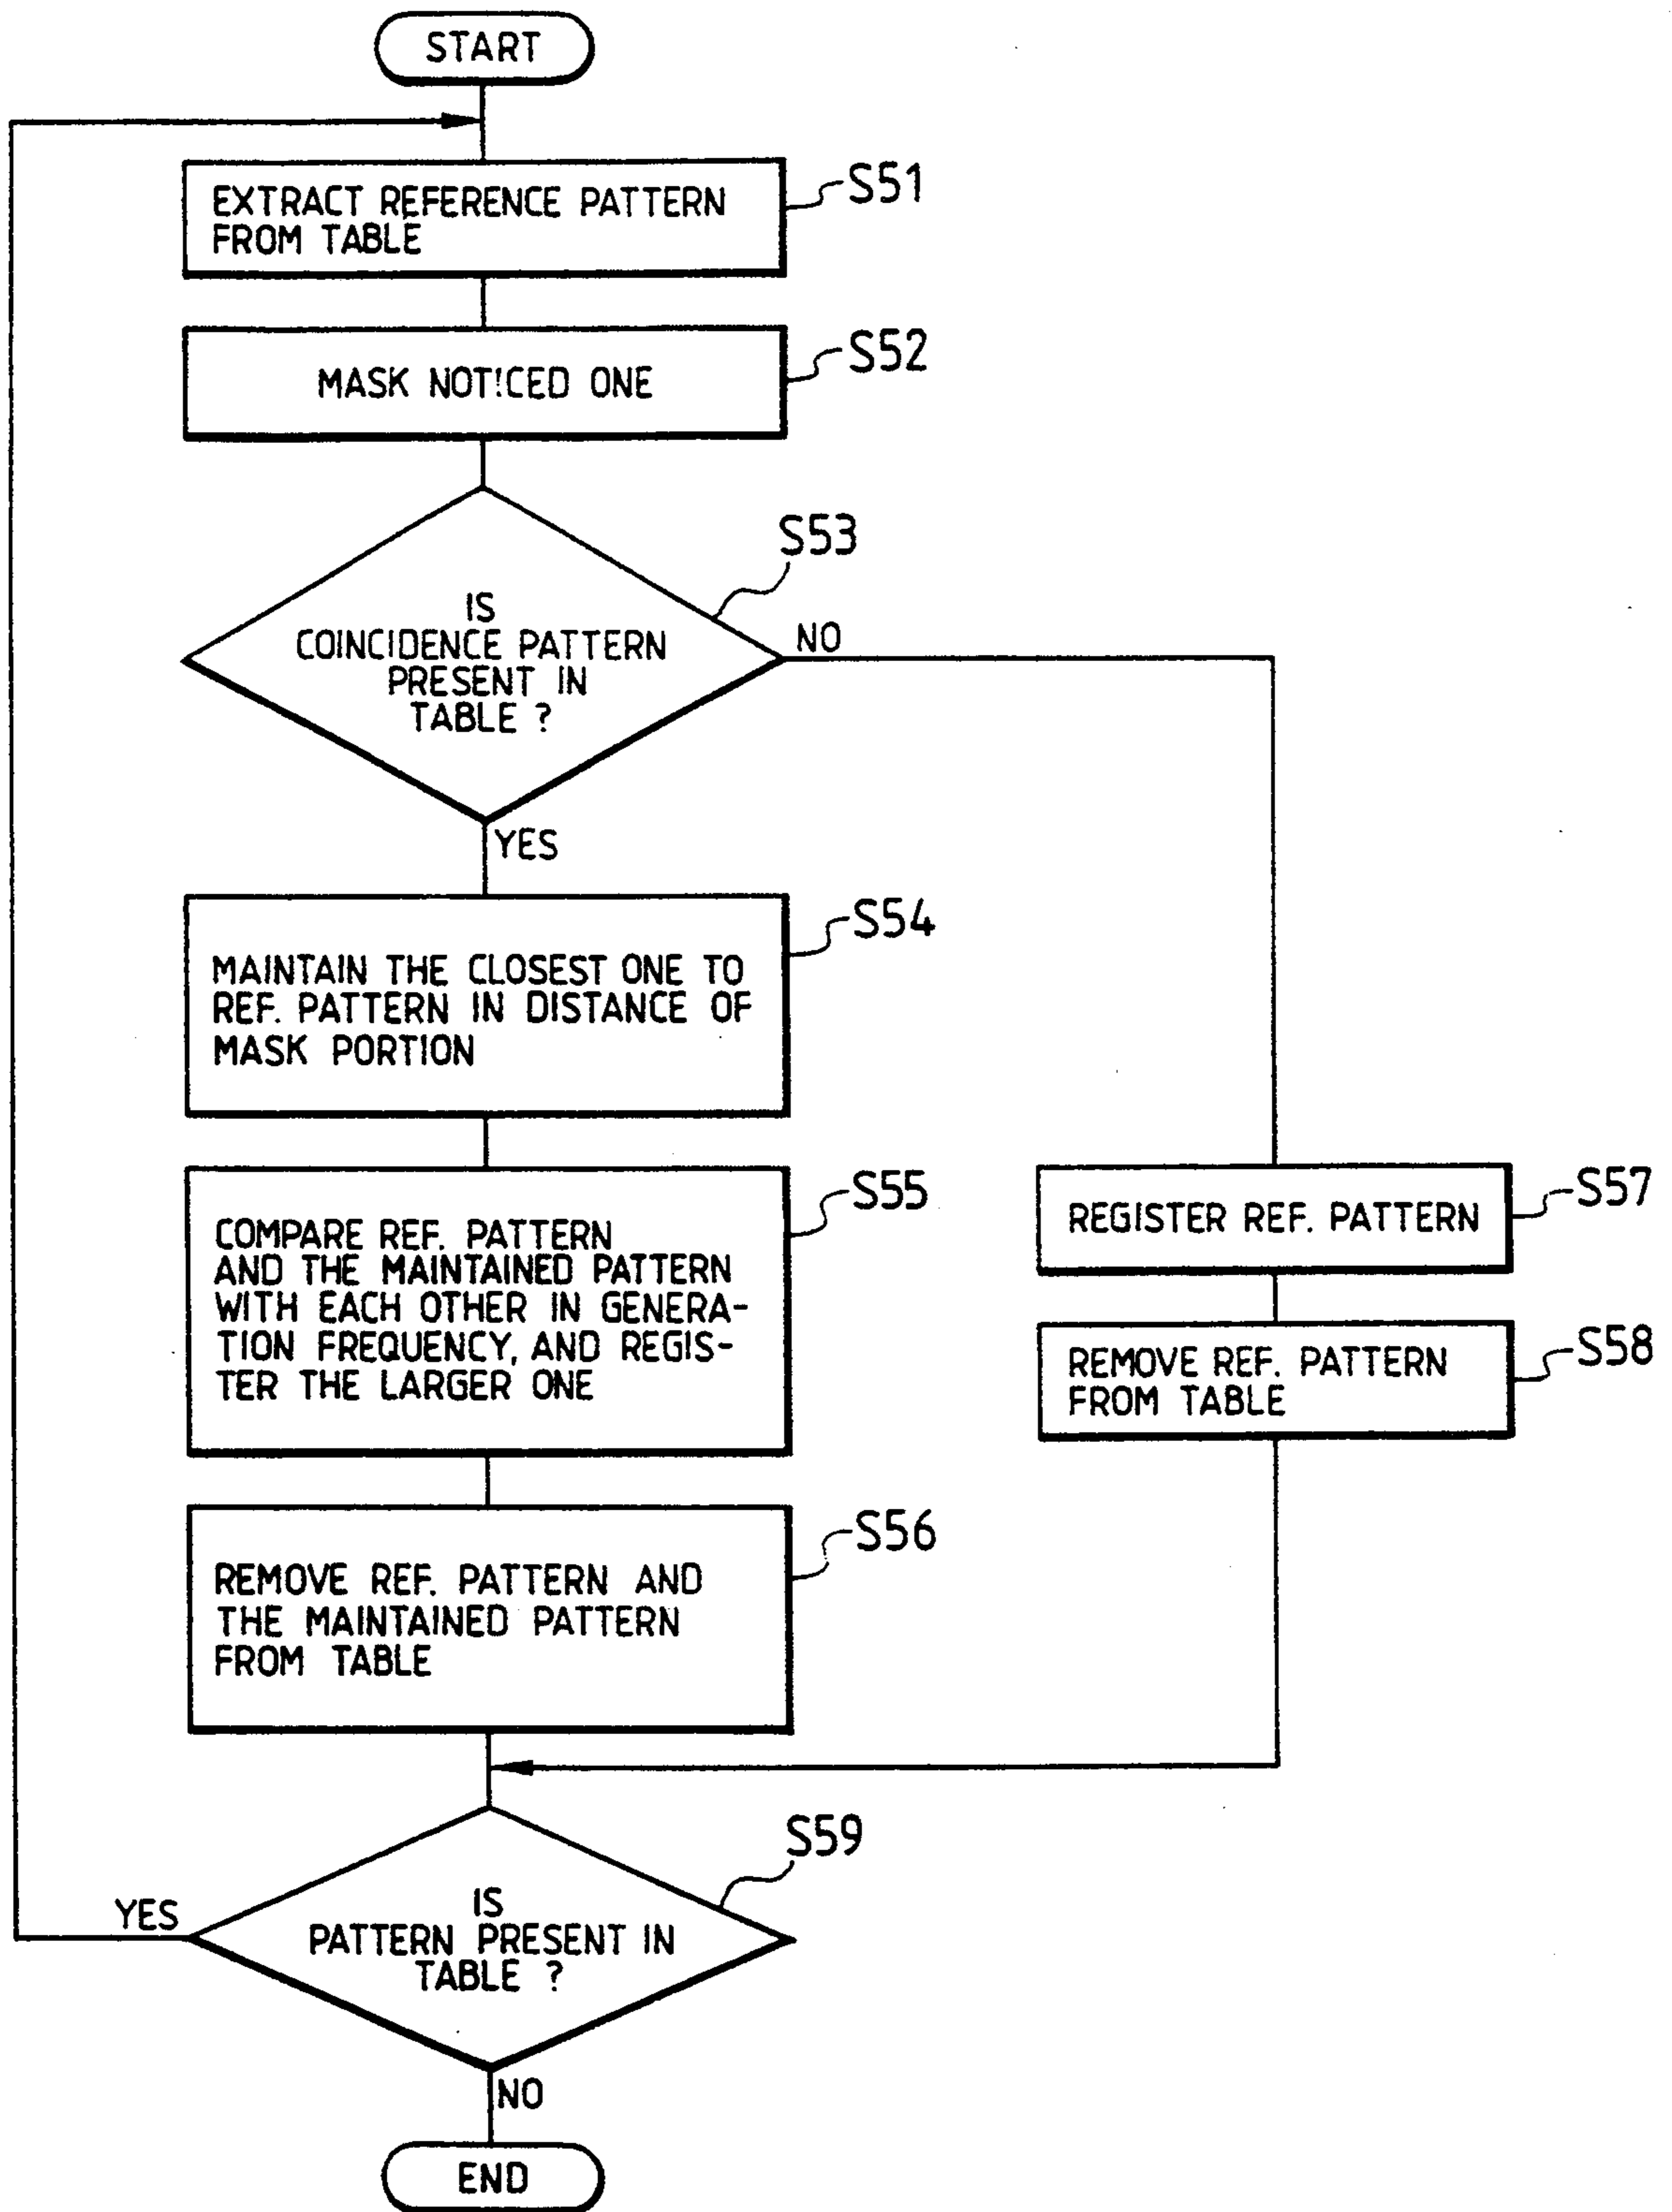 START
EXTRACT REFERENCE PATTERN
FROM TABLE
S51
MASK NOTICED ONE
S52
S53
IS
COINCIDENCE PATTERN
PRESENT IN
TABLE ?
NO
YES
S54
MAINTAIN THE CLOSEST ONE TO
REF. PATTERN IN DISTANCE OF
MASK PORTION
S55
COMPARE REF. PATTERN
AND THE MAINTAINED PATTERN
WITH EACH OTHER IN GENERA-
TION FREQUENCY, AND REGIS-
TER THE LARGER ONE
S57
REGISTER REF. PATTERN
S58
REMOVE REF. PATTERN
FROM TABLE
S56
REMOVE REF. PATTERN AND
THE MAINTAINED PATTERN
FROM TABLE
S59
YES
IS
PATTERN PRESENT IN
TABLE ?
NO
END